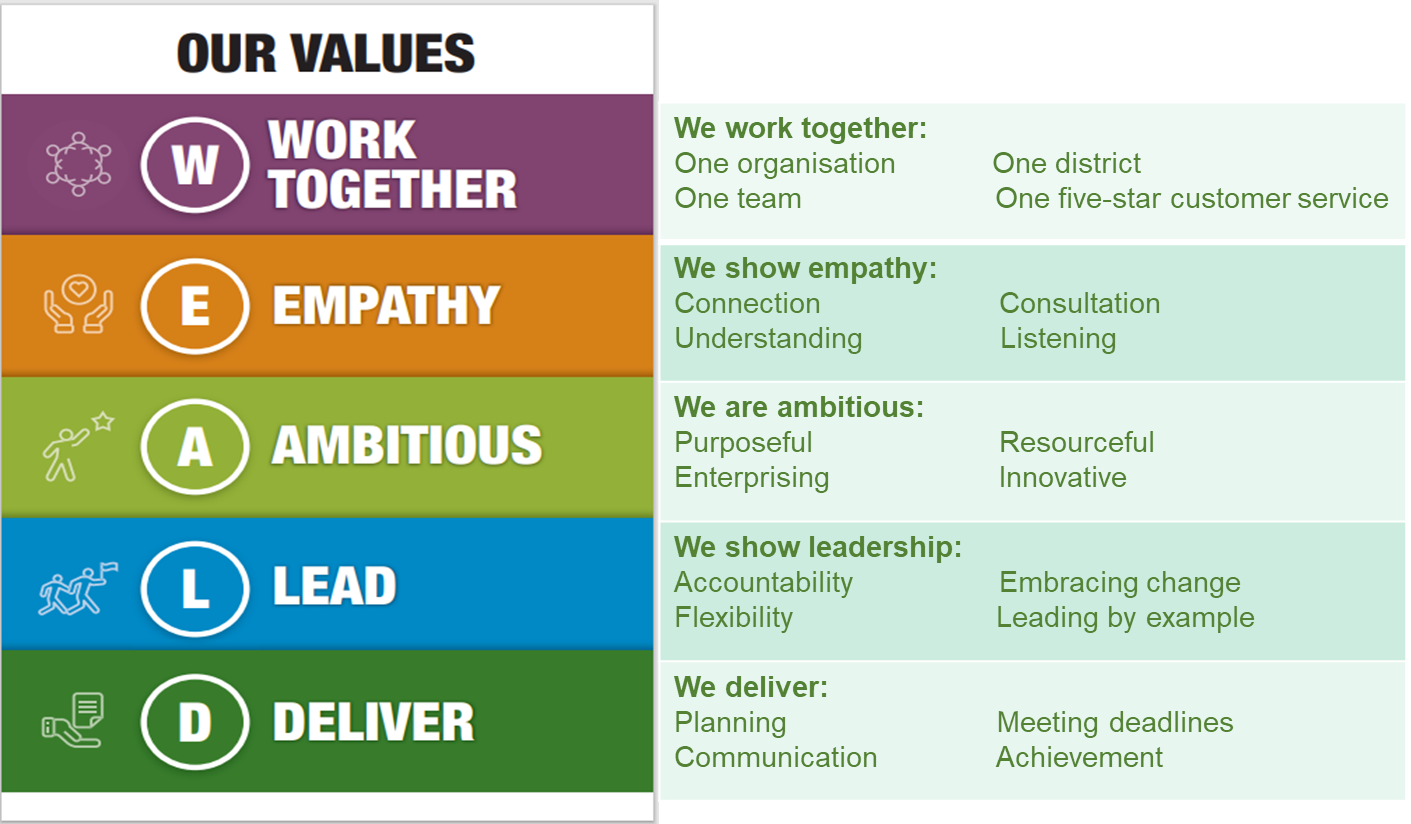 OUR VALUES
W
WORK
TOGETHER
We work together:
One organisation One district
One team One five-star customer service
E
EMPATHY
We show empathy:
Connection Consultation
Understanding Listening
A
AMBITIOUS
We are ambitious:
Purposeful Resourceful
Enterprising Innovative
L
LEAD
We show leadership:
Accountability Embracing change
Flexibility Leading by example
D
DELIVER
We deliver:
Planning Meeting deadlines
Communication Achievement